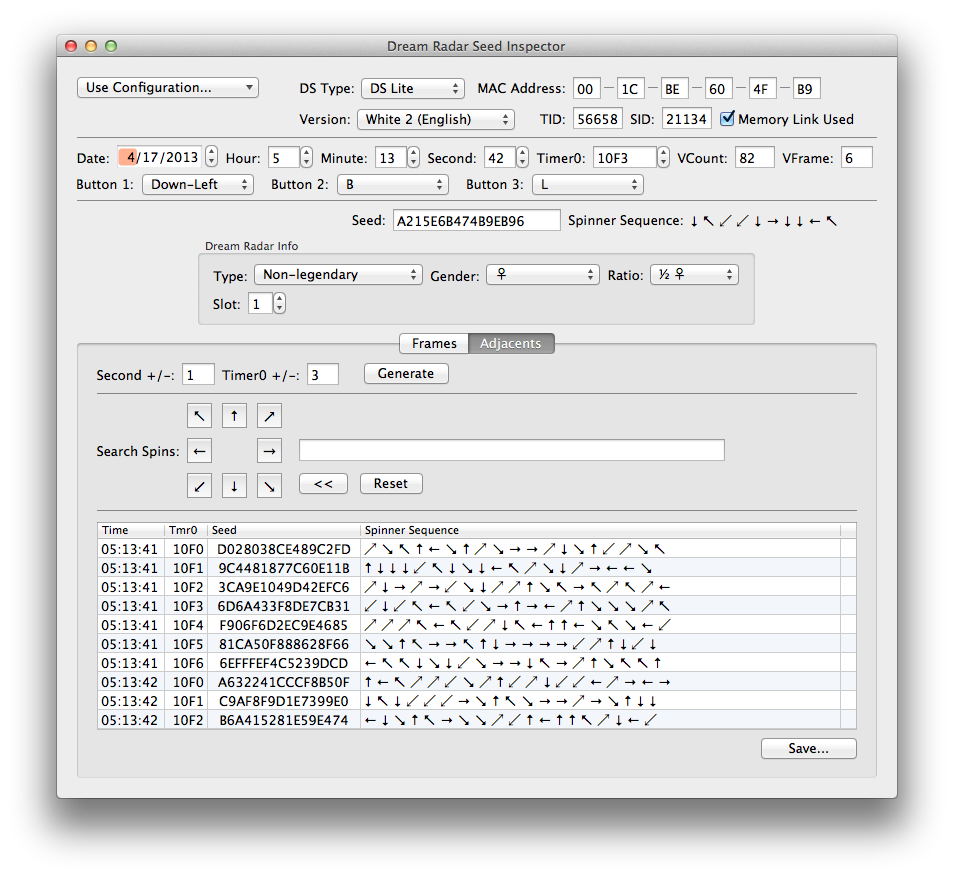 Dream Radar Seed Inspector
Use Configuration... DS Type: DS Lite MAC Address: 00 — 1C — BE — 60 — 4F — B9
Version: White 2 (English) TID: 56658 SID: 21134 Memory Link Used
Date: 4/17/2013 Hour: 5 Minute: 13 Second: 42 Timer0: 10F3 VCount: 82 VFrame: 6
Button 1: Down-Left Button 2: B Button 3: L
Seed: A215E6B474B9EB96 Spinner Sequence: ↓ ↖ ↙ ↙ ↓ → ↓ ↓ ← ↖
Dream Radar Info
Type: Non-legendary Gender: ♀ Ratio: ½ ♀
Slot: 1
Frames Adjacents
Second +/-: 1 Timer0 +/-: 3 Generate
↖ ↑ ↗
Search Spins: ← →
↙ ↓ ↘ << Reset
Time Tmr0 Seed Spinner Sequence
05:13:41 10F0 D028038CE489C2FD ↗ ↘ ↖ ↑ ← ↘ ↑ ↗ ↘ → → ↗ ↓ ↘ ↑ ↙ ↗ ↘ ↖
05:13:41 10F1 9C4481877C60E11B ↑ ↓ ↓ ↓ ↙ ↖ ↓ ↘ ↓ ← ↖ ↗ ↘ ↓ ↗ → ← ← ↘
05:13:41 10F2 3CA9E1049D42EFC6 ↗ ↓ → ↗ → ↙ ↘ ↓ ↗ ↗ ↑ ↘ ↖ → ↖ ↗ ↖ ↗ ←
05:13:41 10F3 6D6A433F8DE7CB31 ↙ ↓ ↙ ↖ ← ↖ ↙ ↘ → ↑ → ← ↗ ↑ ↘ ↘ ↘ ↗ ↖
05:13:41 10F4 F906F6D2EC9E4685 ↗ ↗ ↗ ↖ ← ↖ ↙ ↗ ↓ ↖ ← ↑ ↑ ← ↘ ↖ ↘ ← ↙
05:13:41 10F5 81CA50F888628F66 ↘ ↘ ↑ ↖ → → ↖ ↑ ↓ → → → → ↙ ↗ ↑ ↓ ↙ ↓
05:13:41 10F6 6EFFFEF4C5239DCD ← ↖ ↖ ↓ ↘ ↓ ↙ ↘ → → ↓ ↖ → ↗ ↑ ↘ ↖ ↖ ↑
05:13:42 10F0 A632241CCCF8B50F ↑ ← ↖ ↗ ↗ ↙ ↘ ↗ ↑ ↙ ↗ ↓ ↙ ↙ ← ↗ → ← →
05:13:42 10F1 C9AF8F9D1E7399E0 ↓ ↖ ↓ ↙ ↙ ↙ → ↘ ↑ ↖ ↘ → → ↗ → ↘ ↑ ↓ ↓
05:13:42 10F2 B6A415281E59E474 ← ↓ ↘ ↑ ↖ → ↘ ↘ ↗ ↙ ↑ ← ↑ ↑ ↖ ↗ ↓ ← ↙
Save...